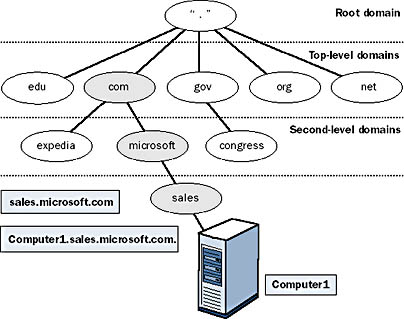 “.” Root domain
Top-level domains
edu com gov org net
Second-level domains
expedia microsoft congress
sales.microsoft.com
sales
Computer1.sales.microsoft.com.
Computer1